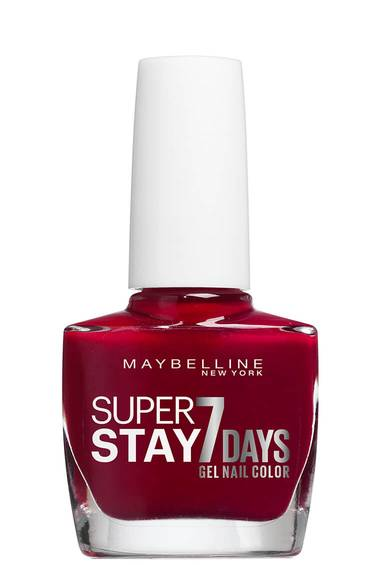 MAYBELLINE
NEW YORK
SUPER
STAY 7 DAYS
GEL NAIL COLOR